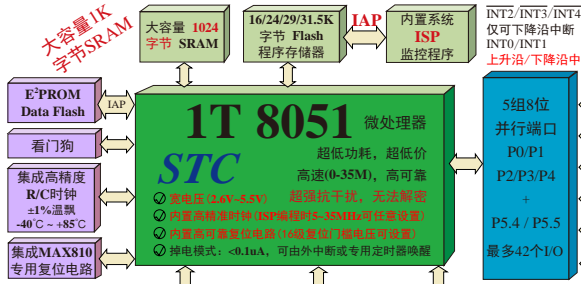 大容量1K
字节SRAM
大容量 1024
字节 SRAM
16/24/29/31.5K
字节 Flash
程序存储器
IAP
内置系统
ISP
监控程序
INT2/INT3/INT4
仅可下降沿中断
INT0/INT1
上升沿/下降沿中
E²PROM
Data Flash
IAP
看门狗
集成高精度
R/C时钟
±1%温飘
-40℃ ~ +85℃
集成MAX810
专用复位电路
1T 8051 微处理器
STC
超低功耗，超低价
高速(0-35M)，高可靠
宽电压(2.6V~5.5V) 超强抗干扰，无法解密
内置高精准时钟(ISP编程时5~35MHz可任意设置)
内置高可靠复位电路(16级复位门槛电压可设置)
掉电模式：<0.1uA，可由外中断或专用定时器唤醒
5组8位
并行端口
P0/P1
P2/P3/P4
+
P5.4 / P5.5
最多42个I/O